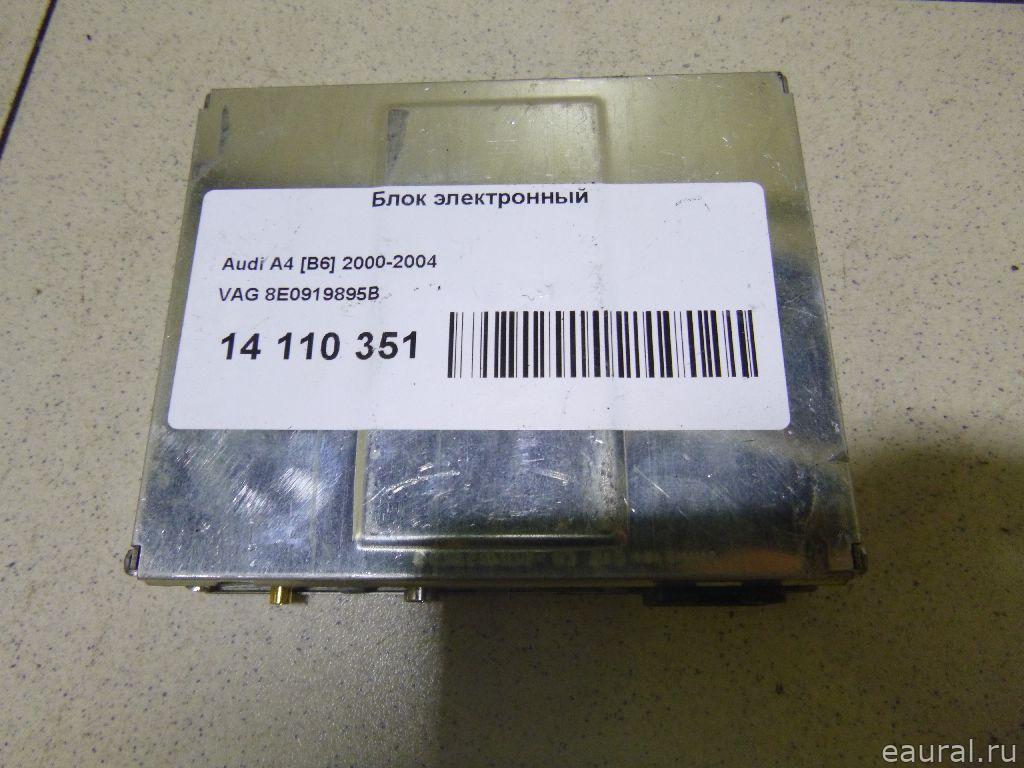 Блок электронный
Audi A4 [B6] 2000-2004
VAG 8E0919895B
14 110 351
eaural.ru